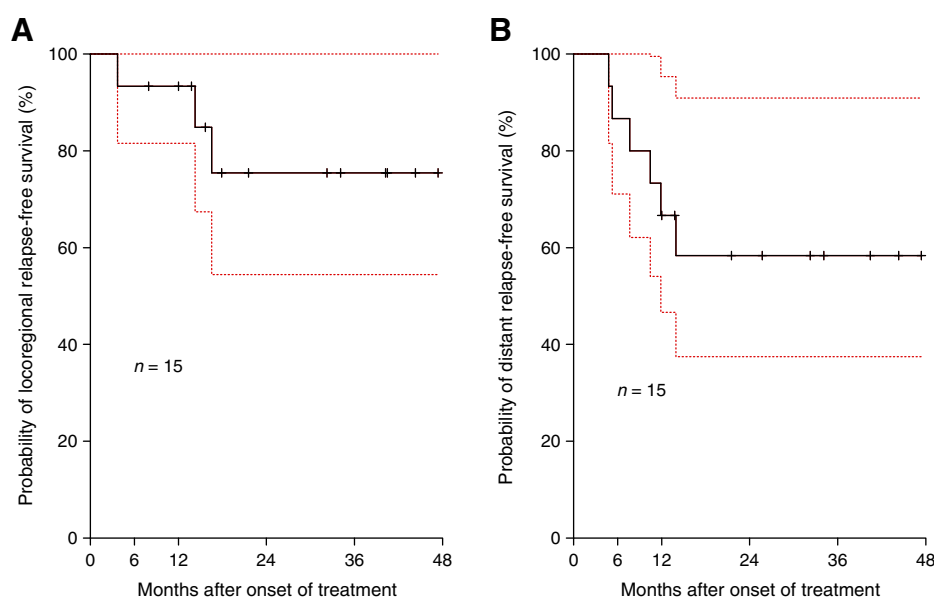 A
Probability of locoregional relapse-free survival (%)
100
80
60
40
20
0
n = 15
0 6 12 24 36 48
Months after onset of treatment
B
Probability of distant relapse-free survival (%)
100
80
60
40
20
0
n = 15
0 6 12 24 36 48
Months after onset of treatment